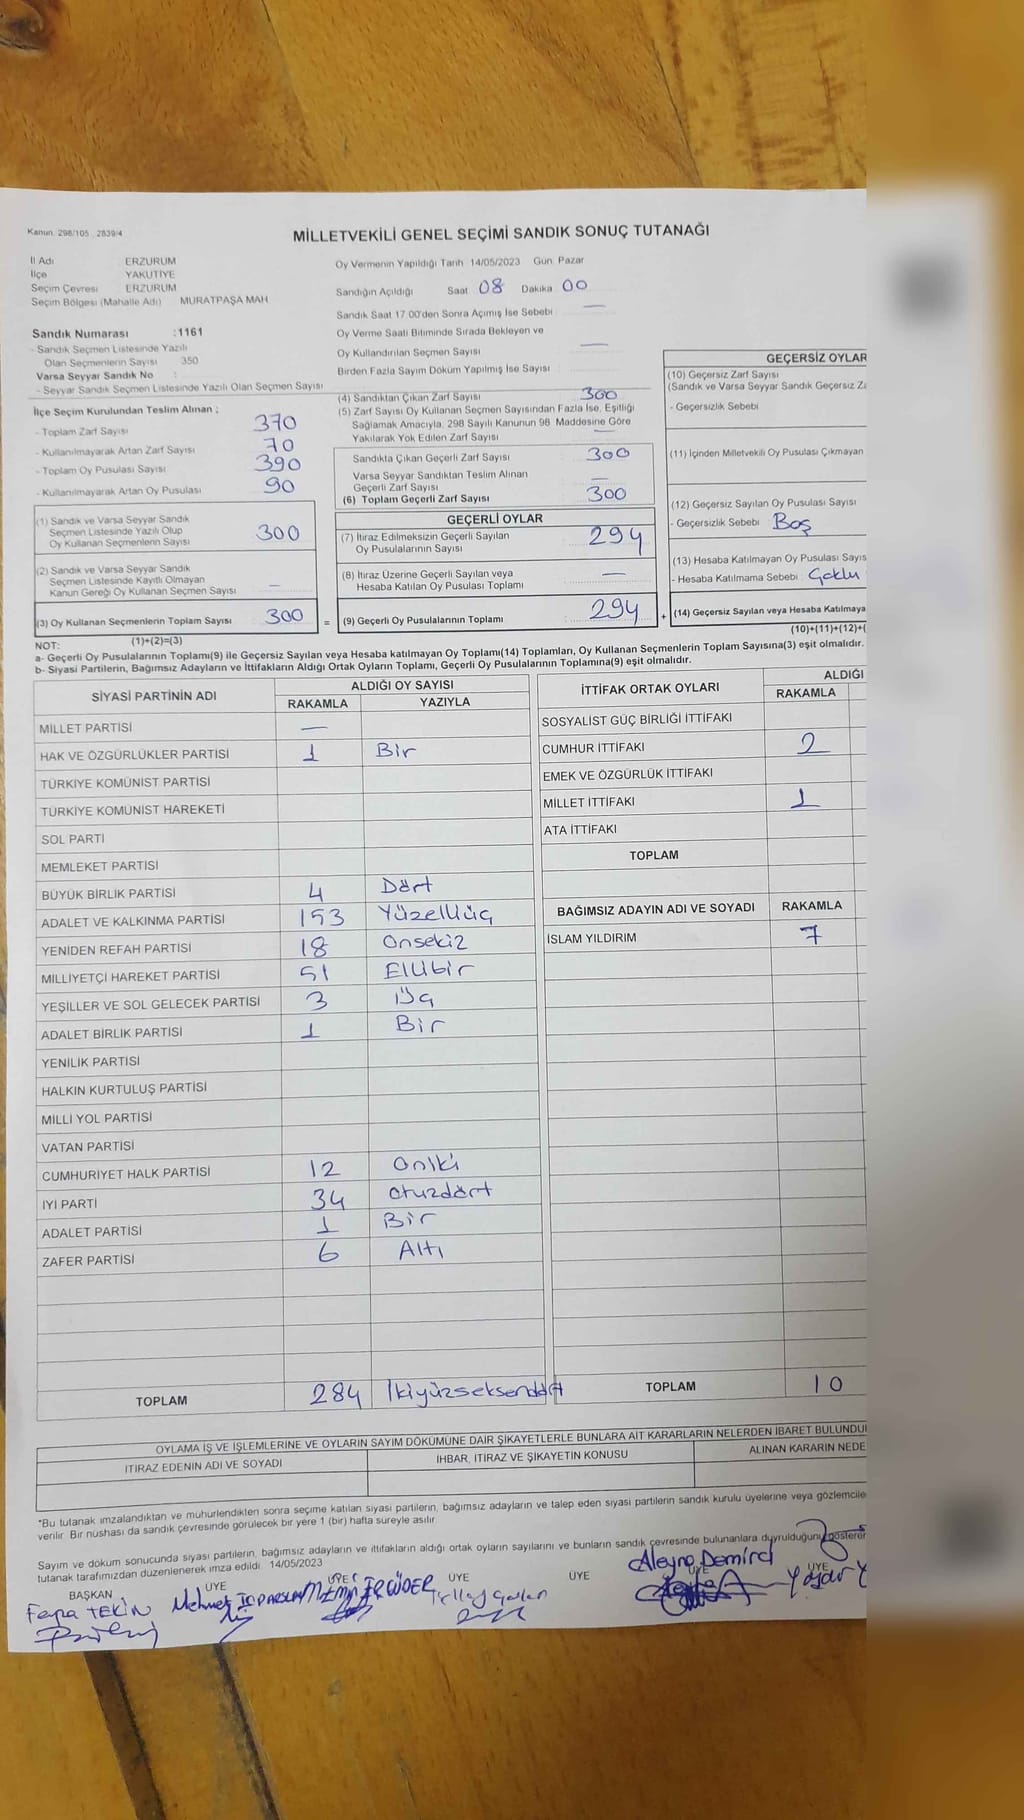 Kanun: 298/105 , 2839/4
MİLLETVEKİLİ GENEL SEÇİMİ SANDIK SONUÇ TUTANAĞI
İl Adı ERZURUM
İlçe YAKUTİYE
Seçim Çevresi ERZURUM
Seçim Bölgesi (Mahalle Adı) MURATPAŞA MAH
Sandık Numarası :1161
- Sandık Seçmen Listesinde Yazılı
Olan Seçmenlerin Sayısı 350
Varsa Seyyar Sandık No :
- Seyyar Sandık Seçmen Listesinde Yazılı Olan Seçmen Sayısı
Oy Vermenin Yapıldığı Tarih 14/05/2023 Gün: Pazar
Sandığın Açıldığı Saat 08 Dakika 00
Sandık Saat 17.00'den Sonra Açımış İse Sebebi —
Oy Verme Saati Bitiminde Sırada Bekleyen ve
Oy Kullandırılan Seçmen Sayısı —
Birden Fazla Sayım Döküm Yapılmış İse Sayısı
İlçe Seçim Kurulundan Teslim Alınan ;
- Toplam Zarf Sayısı 370
- Kullanılmayarak Artan Zarf Sayısı 70
- Toplam Oy Pusulası Sayısı 390
- Kullanılmayarak Artan Oy Pusulası 90
(4) Sandıktan Çıkan Zarf Sayısı 300
(5) Zarf Sayısı Oy Kullanan Seçmen Sayısından Fazla İse, Eşitliği
Sağlamak Amacıyla, 298 Sayılı Kanunun 98. Maddesine Göre
Yakılarak Yok Edilen Zarf Sayısı —
Sandıkta Çıkan Geçerli Zarf Sayısı 300
Varsa Seyyar Sandıktan Teslim Alınan
Geçerli Zarf Sayısı —
(6) Toplam Geçerli Zarf Sayısı 300
(1) Sandık ve Varsa Seyyar Sandık
Seçmen Listesinde Yazılı Olup
Oy Kullanan Seçmenlerin Sayısı 300
(2) Sandık ve Varsa Seyyar Sandık
Seçmen Listesinde Kayıtlı Olmayan
Kanun Gereği Oy Kullanan Seçmen Sayısı —
(3) Oy Kullanan Seçmenlerin Toplam Sayısı 300
(1)+(2)=(3)
=
GEÇERLİ OYLAR
(7) İtiraz Edilmeksizin Geçerli Sayılan
Oy Pusulalarının Sayısı 294
(8) İtiraz Üzerine Geçerli Sayılan veya
Hesaba Katılan Oy Pusulası Toplamı —
(9) Geçerli Oy Pusulalarının Toplamı 294
+
GEÇERSİZ OYLAR
(10) Geçersiz Zarf Sayısı
(Sandık ve Varsa Seyyar Sandık Geçersiz Za
- Geçersizlik Sebebi
(11) İçinden Milletvekili Oy Pusulası Çıkmayan
(12) Geçersiz Sayılan Oy Pusulası Sayısı
- Geçersizlik Sebebi Boş
(13) Hesaba Katılmayan Oy Pusulası Sayıs
- Hesaba Katılmama Sebebi : Çoklu
(14) Geçersiz Sayılan veya Hesaba Katılmaya
(10)+(11)+(12)+(
NOT:
a- Geçerli Oy Pusulalarının Toplamı(9) ile Geçersiz Sayılan veya Hesaba katılmayan Oy Toplamı(14) Toplamları, Oy Kullanan Seçmenlerin Toplam Sayısına(3) eşit olmalıdır.
b- Siyasi Partilerin, Bağımsız Adayların ve İttifakların Aldığı Ortak Oyların Toplamı, Geçerli Oy Pusulalarının Toplamına(9) eşit olmalıdır.
SİYASİ PARTİNİN ADI ALDIĞI OY SAYISI
RAKAMLA YAZIYLA
MİLLET PARTİSİ —
HAK VE ÖZGÜRLÜKLER PARTİSİ 1 Bir
TÜRKİYE KOMÜNİST PARTİSİ
TÜRKİYE KOMÜNİST HAREKETİ
SOL PARTİ
MEMLEKET PARTİSİ
BÜYÜK BİRLİK PARTİSİ 4 Dört
ADALET VE KALKINMA PARTİSİ 153 Yüzellüüç
YENİDEN REFAH PARTİSİ 18 Onsekiz
MİLLİYETÇİ HAREKET PARTİSİ 51 Ellibir
YEŞİLLER VE SOL GELECEK PARTİSİ 3 Üç
ADALET BİRLİK PARTİSİ 1 Bir
YENİLİK PARTİSİ
HALKIN KURTULUŞ PARTİSİ
MİLLİ YOL PARTİSİ
VATAN PARTİSİ
CUMHURİYET HALK PARTİSİ 12 Oniki
İYİ PARTİ 34 Otuzdört
ADALET PARTİSİ 1 Bir
ZAFER PARTİSİ 6 Altı
TOPLAM 284 İkiyüzseksendört
İTTİFAK ORTAK OYLARI ALDIĞI
RAKAMLA
SOSYALİST GÜÇ BİRLİĞİ İTTİFAKI
CUMHUR İTTİFAKI 2
EMEK VE ÖZGÜRLÜK İTTİFAKI
MİLLET İTTİFAKI 1
ATA İTTİFAKI
TOPLAM
BAĞIMSIZ ADAYIN ADI VE SOYADI RAKAMLA
İSLAM YILDIRIM 7
TOPLAM 10
OYLAMA İŞ VE İŞLEMLERİNE VE OYLARIN SAYIM DÖKÜMÜNE DAİR ŞİKAYETLERLE BUNLARA AİT KARARLARIN NELERDEN İBARET BULUNDU
İTİRAZ EDENİN ADI VE SOYADI İHBAR, İTİRAZ VE ŞİKAYETİN KONUSU ALINAN KARARIN NEDE
*Bu tutanak imzalandıktan ve mühürlendikten sonra seçime katılan siyasi partilerin, bağımsız adayların ve talep eden siyasi partilerin sandık kurulu üyelerine veya gözlemcile
verilir. Bir nüshası da sandık çevresinde görülecek bir yere 1 (bir) hafta süreyle asılır.
Sayım ve döküm sonucunda siyasi partilerin, bağımsız adayların ve ittifakların aldığı ortak oyların sayılarını ve bunların sandık çevresinde bulunanlara duyrulduğunu gösteren
tutanak tarafımızdan düzenlenerek imza edildi. 14/05/2023
BAŞKAN ÜYE ÜYE ÜYE ÜYE ÜYE ÜYE
TEKİN Mehmet Aleyna Demirci Yaşar